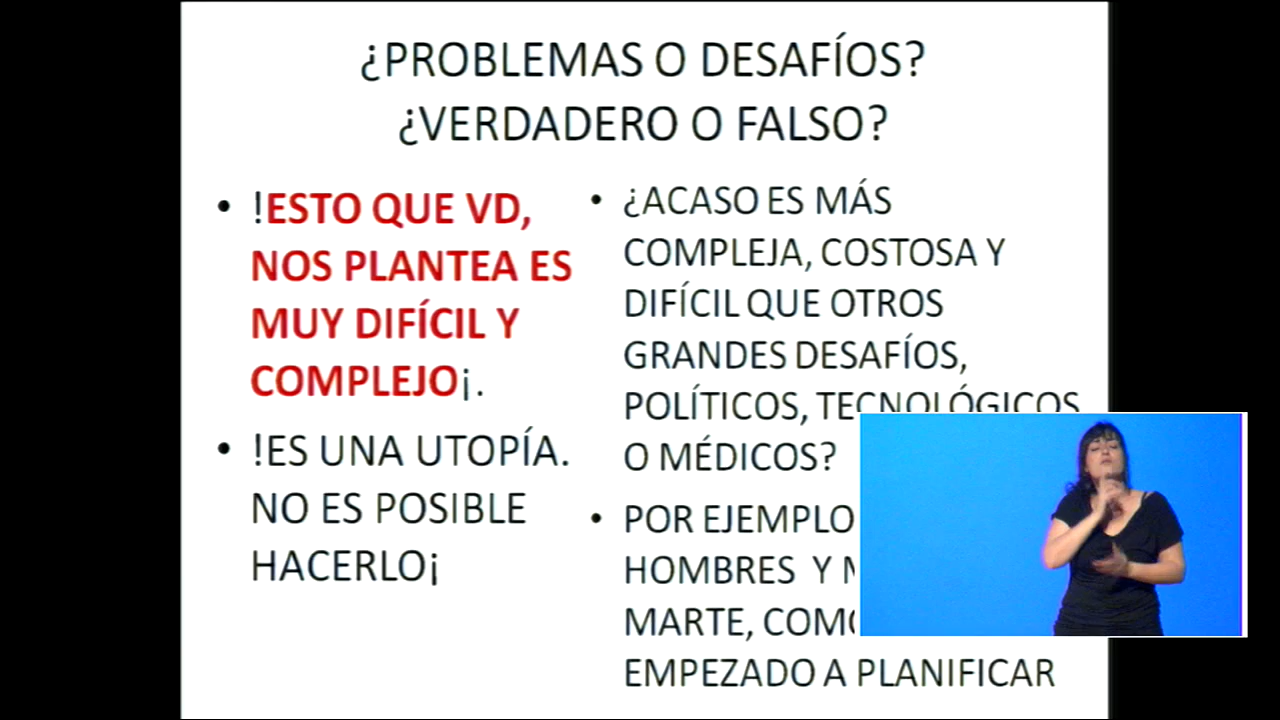 ¿PROBLEMAS O DESAFÍOS?
¿VERDADERO O FALSO?
• !ESTO QUE VD,
NOS PLANTEA ES
MUY DIFÍCIL Y
COMPLEJO¡.
• !ES UNA UTOPÍA.
NO ES POSIBLE
HACERLO¡
• ¿ACASO ES MÁS
COMPLEJA, COSTOSA Y
DIFÍCIL QUE OTROS
GRANDES DESAFÍOS,
POLÍTICOS, TECNOLÓGICOS
O MÉDICOS?
• POR EJEMPLO
HOMBRES Y
MARTE,
EMPEZADO A PLANIFICAR